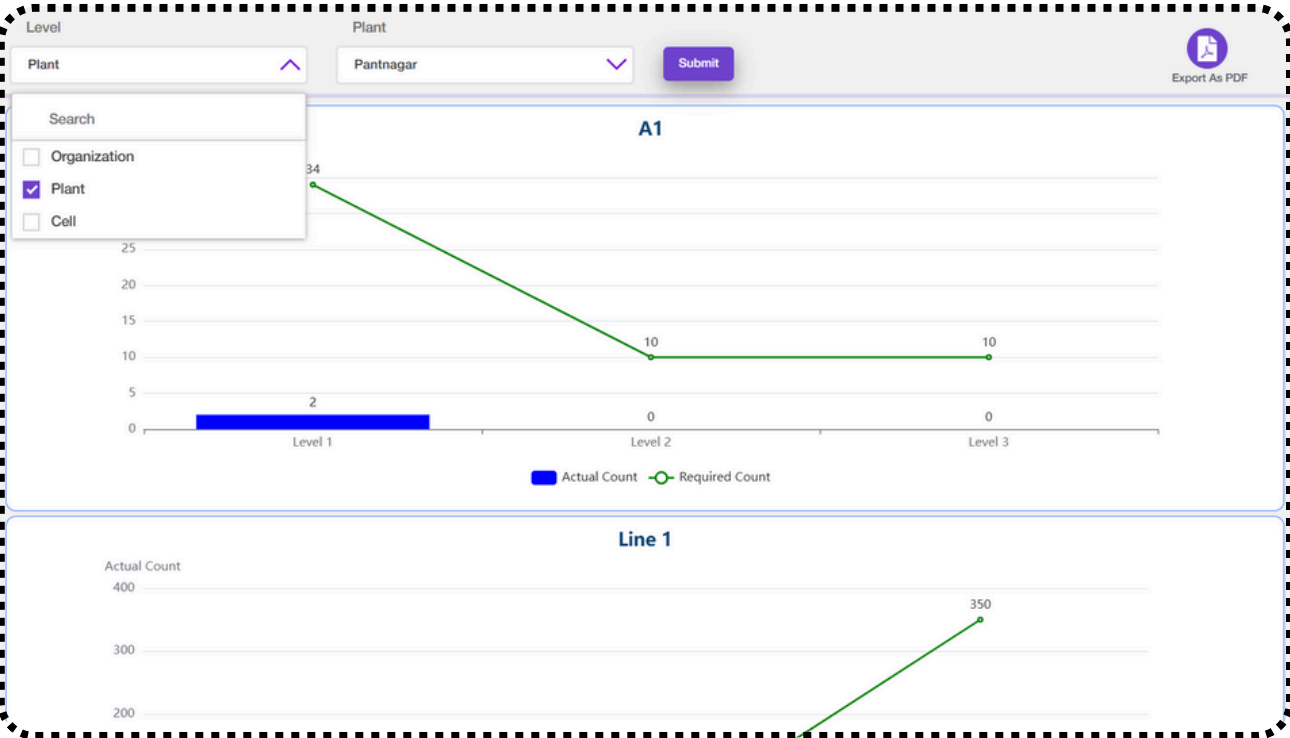 Level
Plant
Plant
Pantnagar
Submit
Export As PDF
Search
Organization
Plant
Cell
A1
34
25
20
15
10
5
0
10
10
2
0
0
Level 1
Level 2
Level 3
Actual Count
Required Count
Line 1
Actual Count
400
300
200
350